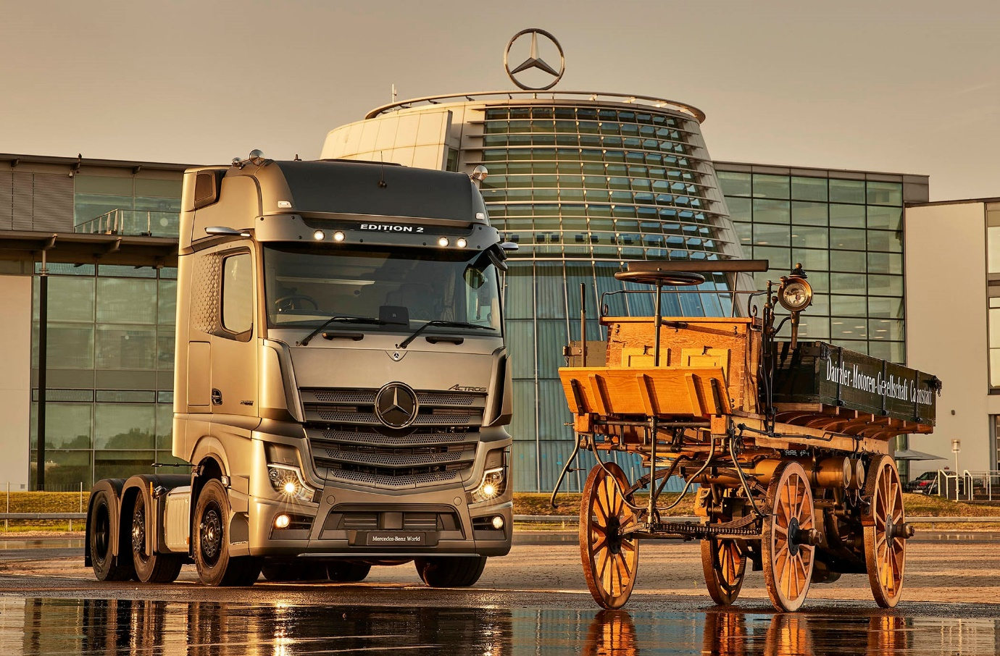 EDITION 2
ACTROS
Mercedes-Benz World
Daimler-Motoren-Gesellschaft Cannstatt